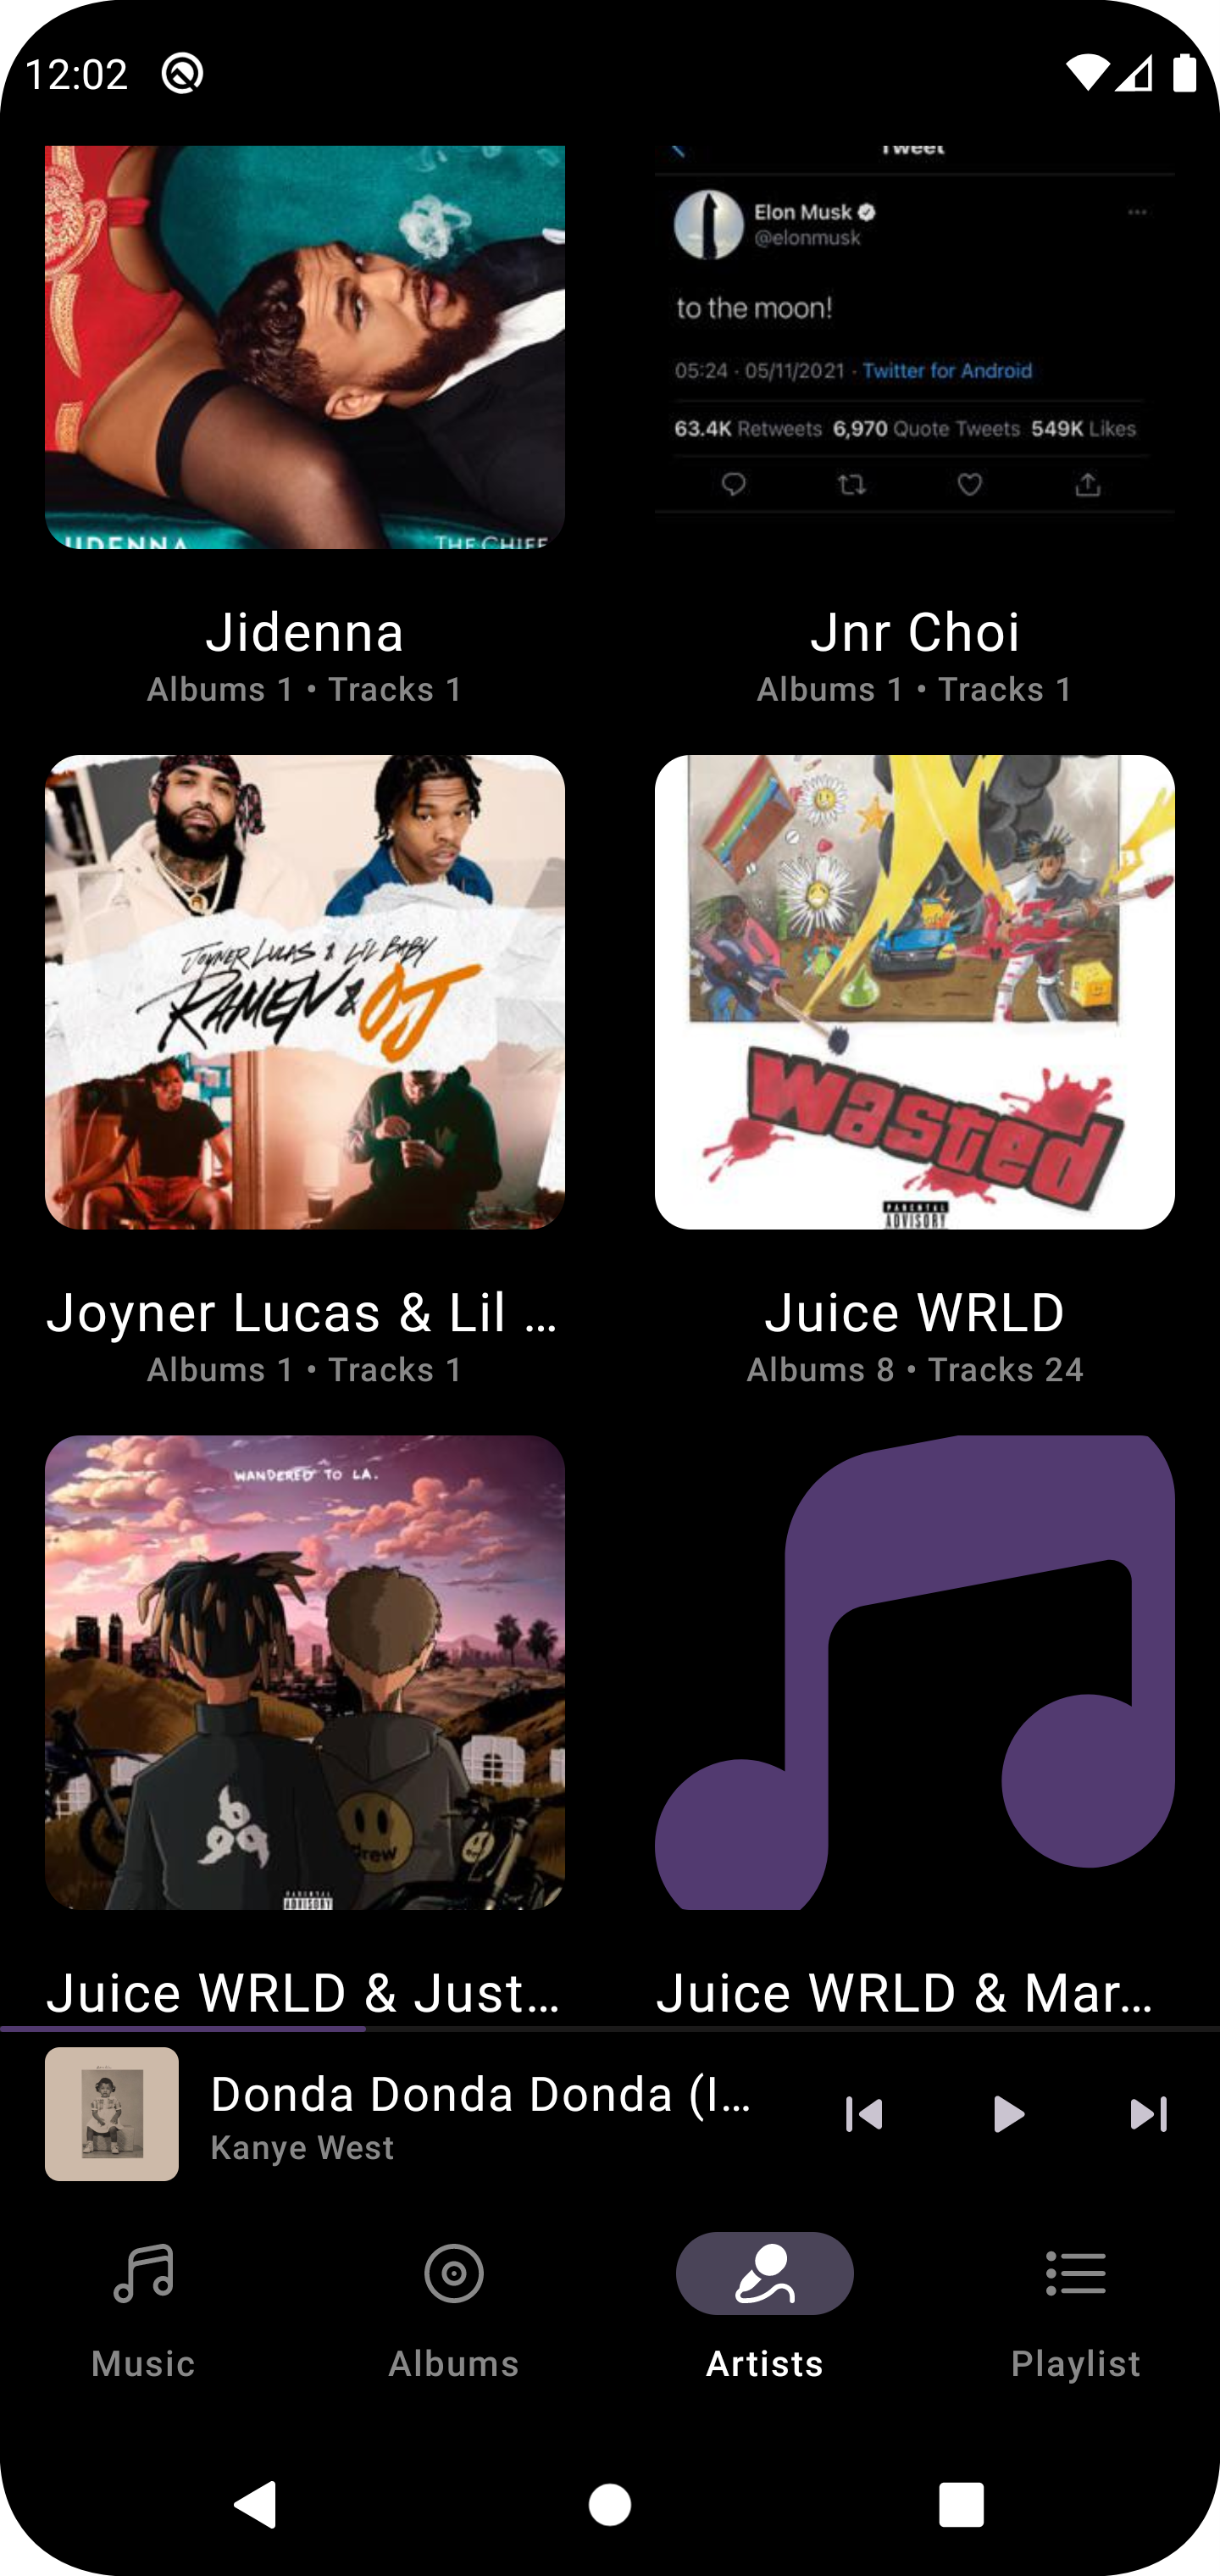 12:02
Tweet
Elon Musk
@elonmusk
to the moon!
05:24 · 05/11/2021 · Twitter for Android
63.4K Retweets 6,970 Quote Tweets 549K Likes
JIDENNA
THE CHIEF
Jidenna
Albums 1 • Tracks 1
Jnr Choi
Albums 1 • Tracks 1
JOYNER LUCAS & LIL BABY
RAMEN & OJ
wasted
PARENTAL
ADVISORY
Joyner Lucas & Lil ...
Albums 1 • Tracks 1
Juice WRLD
Albums 8 • Tracks 24
WANDERED TO LA.
b
9 9
drew
PARENTAL
ADVISORY
Juice WRLD & Just...
Juice WRLD & Mar...
Donda Donda Donda (I...
Kanye West
Music
Albums
Artists
Playlist